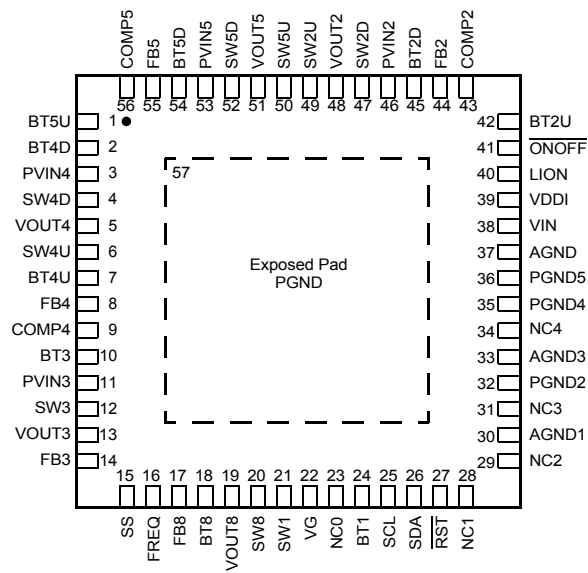 COMP5
FB5
BT5D
PVIN5
SW5D
VOUT5
SW5U
SW2U
VOUT2
SW2D
PVIN2
BT2D
FB2
COMP2
56 55 54 53 52 51 50 49 48 47 46 45 44 43
BT5U 1
BT4D 2
PVIN4 3
SW4D 4
VOUT4 5
SW4U 6
BT4U 7
FB4 8
COMP4 9
BT3 10
PVIN3 11
SW3 12
VOUT3 13
FB3 14
57
Exposed Pad
PGND
42 BT2U
41 ONOFF
40 LION
39 VDDI
38 VIN
37 AGND
36 PGND5
35 PGND4
34 NC4
33 AGND3
32 PGND2
31 NC3
30 AGND1
29 NC2
15 16 17 18 19 20 21 22 23 24 25 26 27 28
SS
FREQ
FB8
BT8
VOUT8
SW8
SW1
VG
NC0
BT1
SCL
SDA
RST
NC1